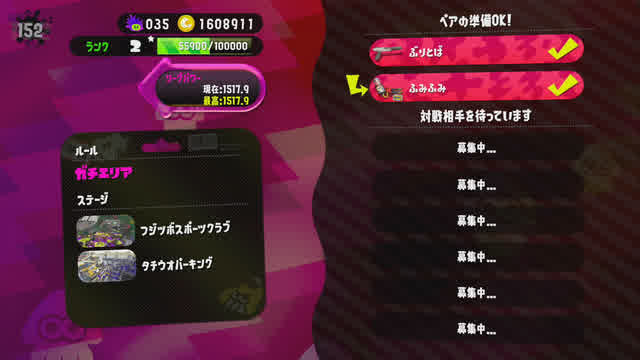 152
035
1608911
ランク 2
55900/100000
リーグパワー
現在:1517.9
最高:1517.9
ルール
ガチエリア
ステージ
フジツボスポーツクラブ
タチウオパーキング
ペアの準備OK!
ぷりとぱ
ふみふみ
対戦相手を待っています
募集中…
募集中…
募集中…
募集中…
募集中…
募集中…